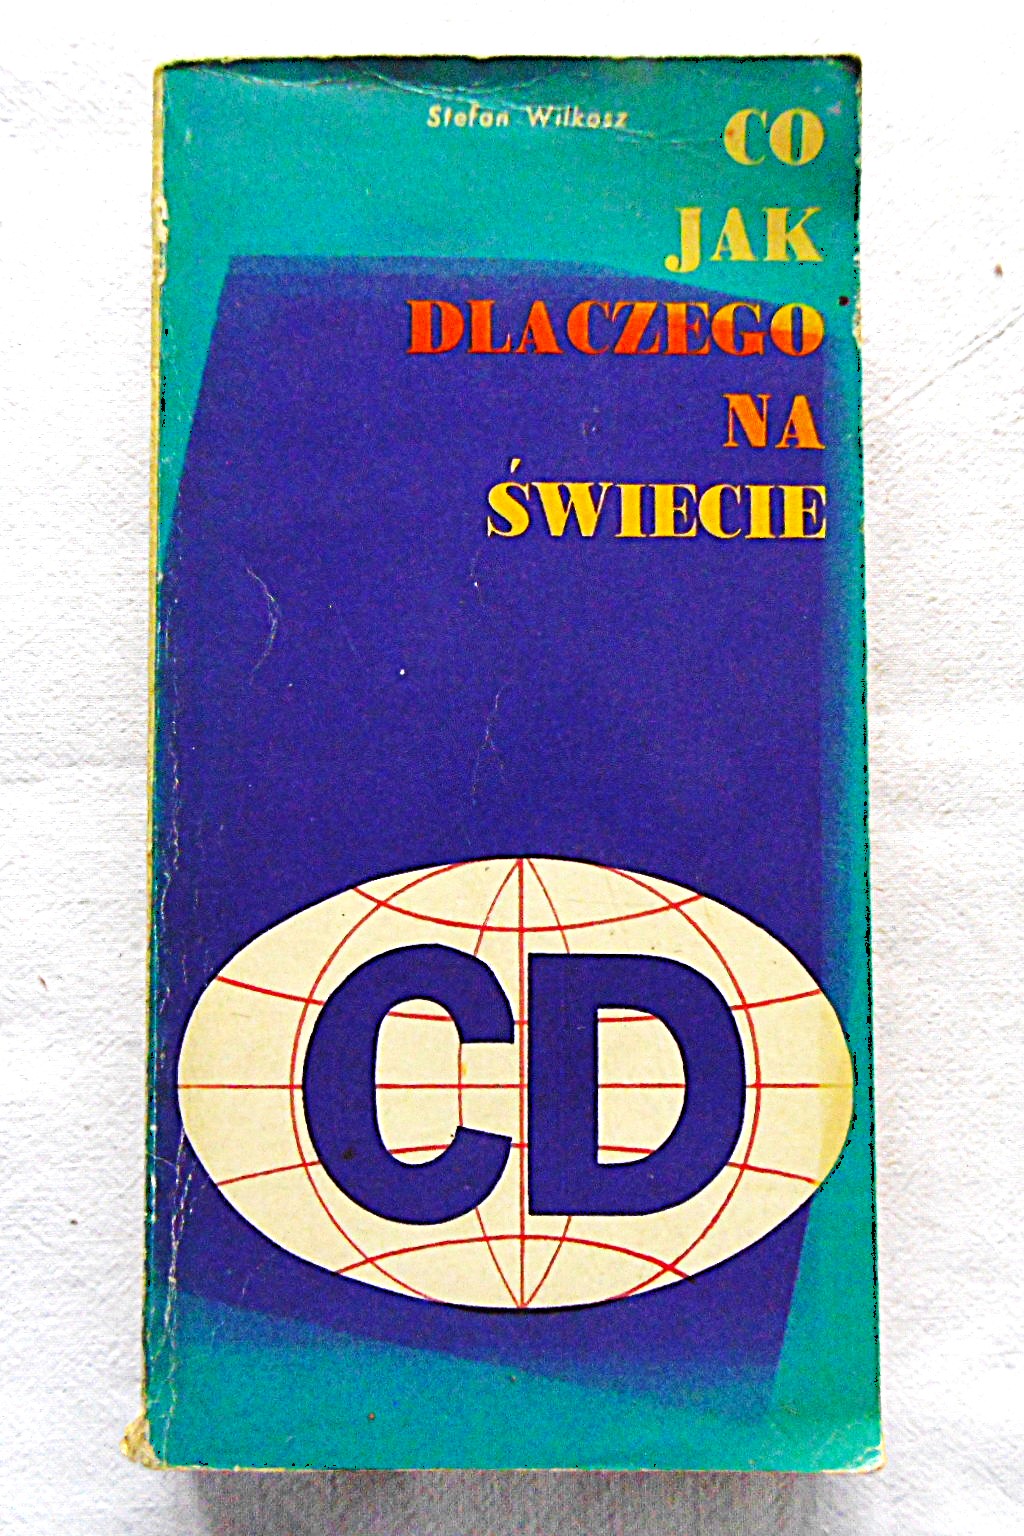 Stefan Wilkosz
CO
JAK
DLACZEGO
NA
ŚWIECIE
CD